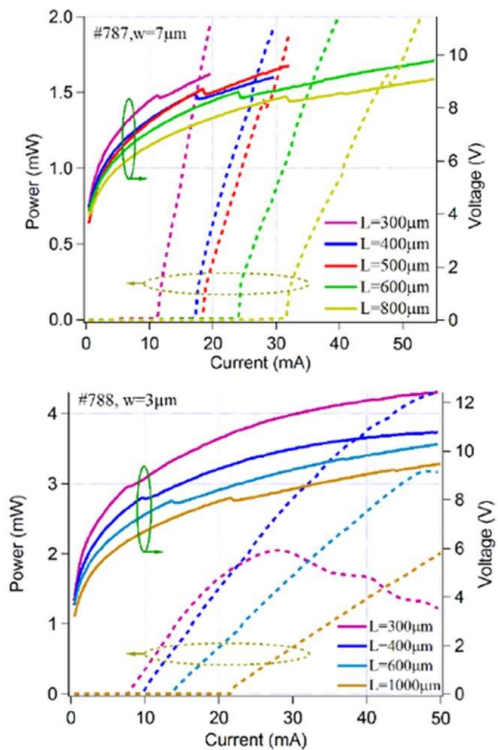 #787,w=7μm
Power (mW)
2.0
1.5
1.0
0.5
0.0
Voltage (V)
10
8
6
4
2
0
L=300μm
L=400μm
L=500μm
L=600μm
L=800μm
0 10 20 30 40 50
Current (mA)
#788, w=3μm
Power (mW)
4
3
2
1
0
Voltage (V)
12
10
8
6
4
2
0
L=300μm
L=400μm
L=600μm
L=1000μm
0 10 20 30 40 50
Current (mA)